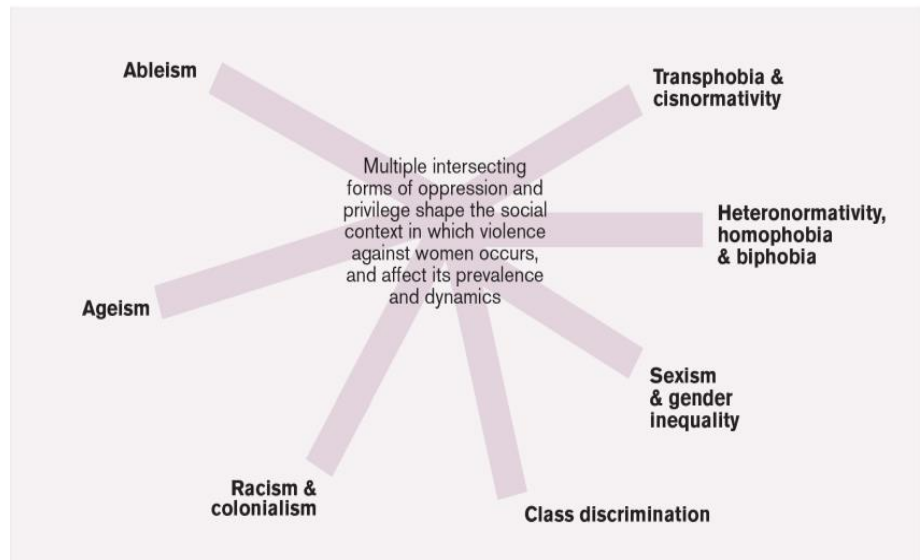 Ableism
Transphobia &
cisnormativity
Multiple intersecting
forms of oppression and
privilege shape the social
context in which violence
against women occurs,
and affect its prevalence
and dynamics
Heteronormativity,
homophobia
& biphobia
Ageism
Sexism
& gender
inequality
Racism &
colonialism
Class discrimination